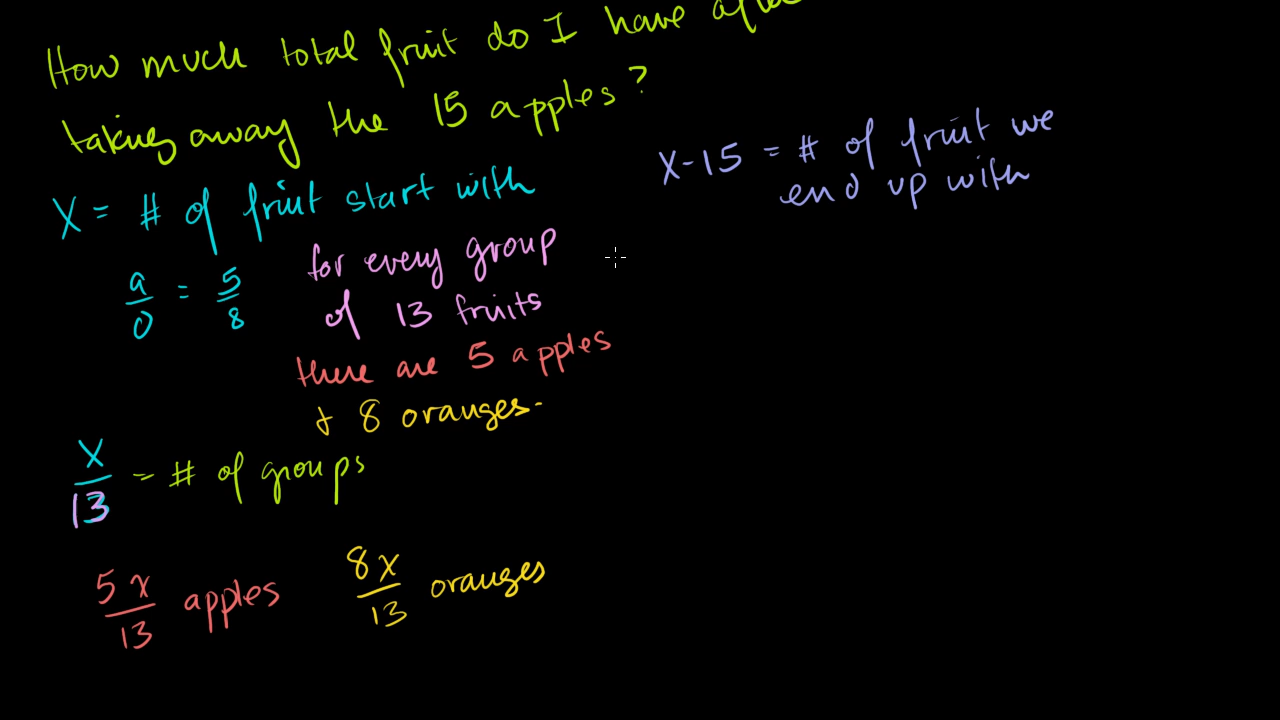 How much total fruit do I have after
taking away the 15 apples?
X = # of fruit start with
a/o = 5/8
for every group
of 13 fruits
there are 5 apples
+ 8 oranges.
X/13 = # of groups
5x/13 apples
8x/13 oranges
X-15 = # of fruit we
end up with